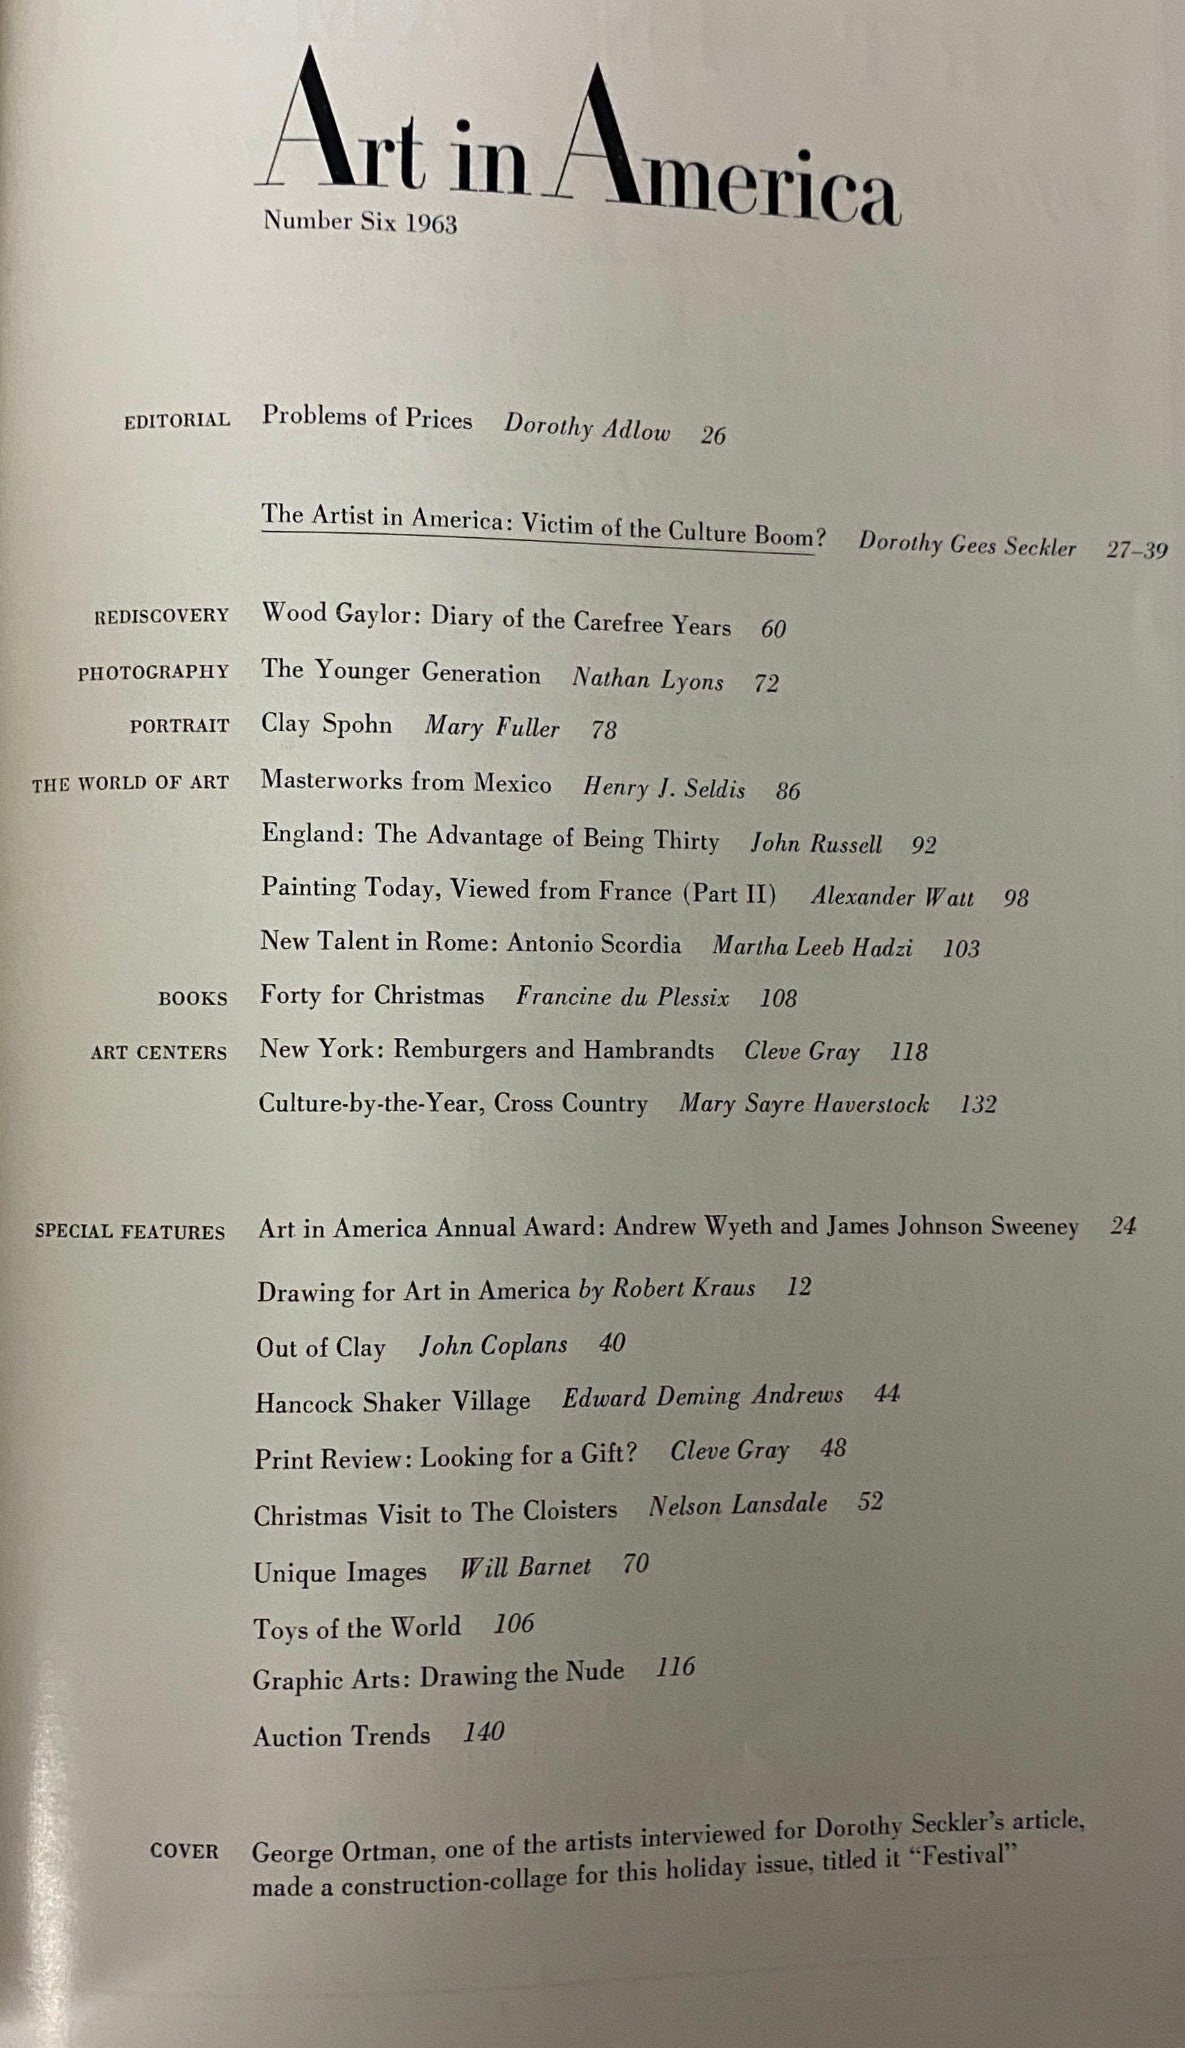 Art in America
Number Six 1963
EDITORIAL Problems of Prices Dorothy Adlow 26
The Artist in America: Victim of the Culture Boom? Dorothy Gees Seckler 27–39
REDISCOVERY Wood Gaylor: Diary of the Carefree Years 60
PHOTOGRAPHY The Younger Generation Nathan Lyons 72
PORTRAIT Clay Spohn Mary Fuller 78
THE WORLD OF ART Masterworks from Mexico Henry J. Seldis 86
England: The Advantage of Being Thirty John Russell 92
Painting Today, Viewed from France (Part II) Alexander Watt 98
New Talent in Rome: Antonio Scordia Martha Leeb Hadzi 103
BOOKS Forty for Christmas Francine du Plessix 108
ART CENTERS New York: Remburgers and Hambrandts Cleve Gray 118
Culture-by-the-Year, Cross Country Mary Sayre Haverstock 132
SPECIAL FEATURES Art in America Annual Award: Andrew Wyeth and James Johnson Sweeney 24
Drawing for Art in America by Robert Kraus 12
Out of Clay John Coplans 40
Hancock Shaker Village Edward Deming Andrews 44
Print Review: Looking for a Gift? Cleve Gray 48
Christmas Visit to The Cloisters Nelson Lansdale 52
Unique Images Will Barnet 70
Toys of the World 106
Graphic Arts: Drawing the Nude 116
Auction Trends 140
COVER George Ortman, one of the artists interviewed for Dorothy Seckler's article,
made a construction-collage for this holiday issue, titled it “Festival”